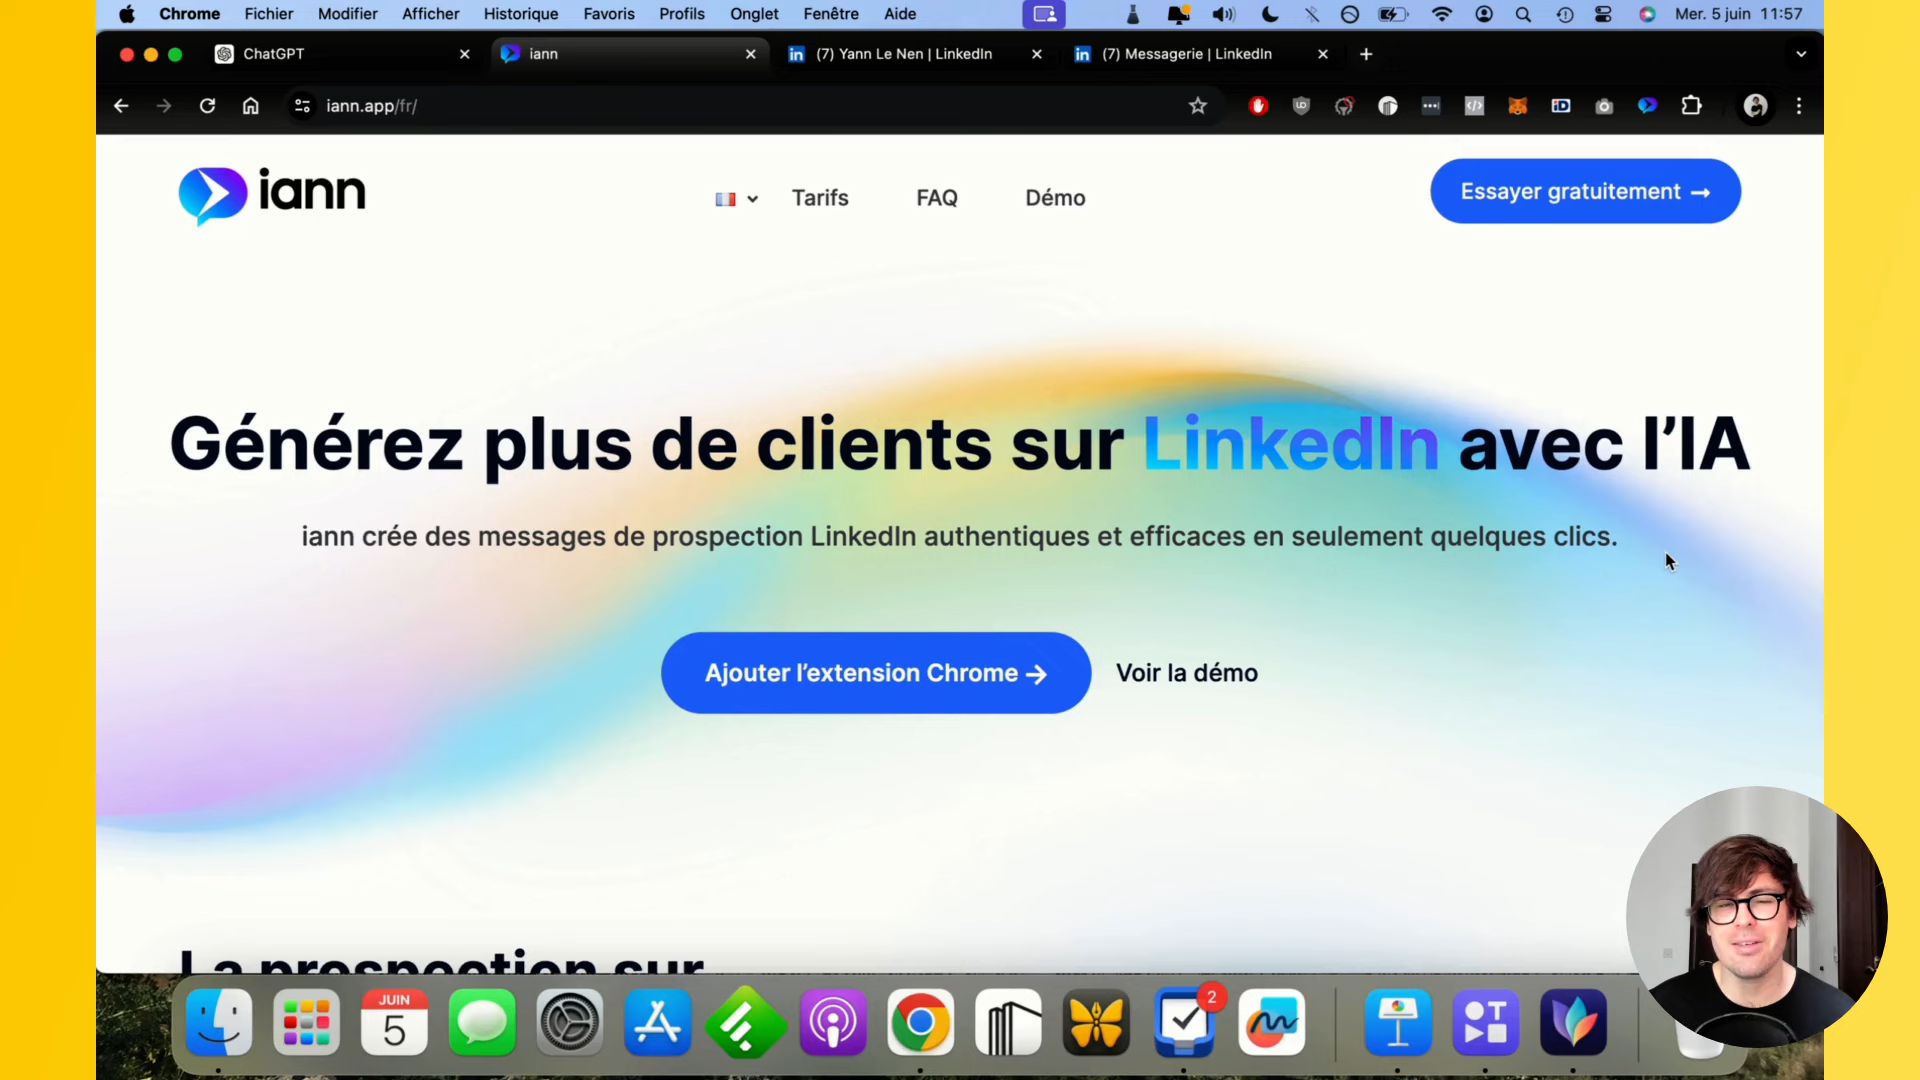 Chrome Fichier Modifier Afficher Historique Favoris Profils Onglet Fenêtre Aide Mer. 5 juin 11:57
ChatGPT iann (7) Yann Le Nen | LinkedIn (7) Messagerie | LinkedIn
iann.app/fr/
iann
Tarifs FAQ Démo
Essayer gratuitement →
Générez plus de clients sur LinkedIn avec l’IA
iann crée des messages de prospection LinkedIn authentiques et efficaces en seulement quelques clics.
Ajouter l’extension Chrome → Voir la démo
La prospection sur
JUIN
5
2